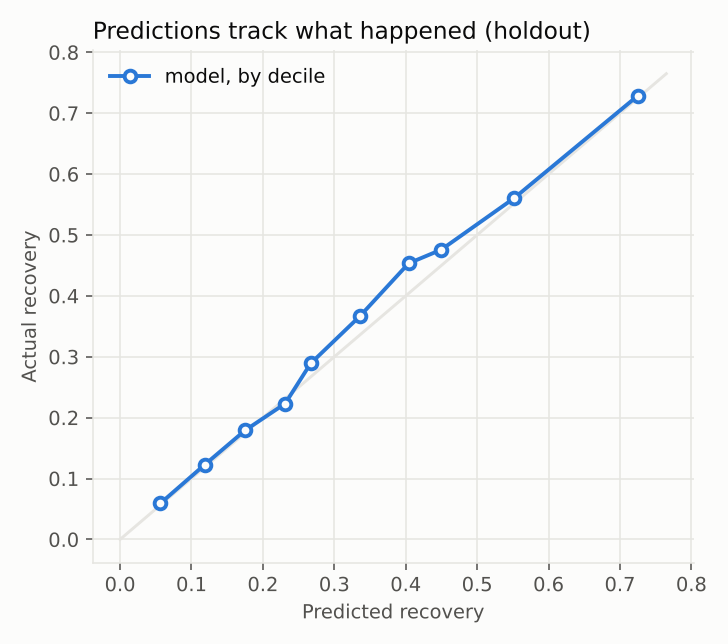 Predictions track what happened (holdout)
model, by decile
Actual recovery
0.8
0.7
0.6
0.5
0.4
0.3
0.2
0.1
0.0
0.0 0.1 0.2 0.3 0.4 0.5 0.6 0.7 0.8
Predicted recovery